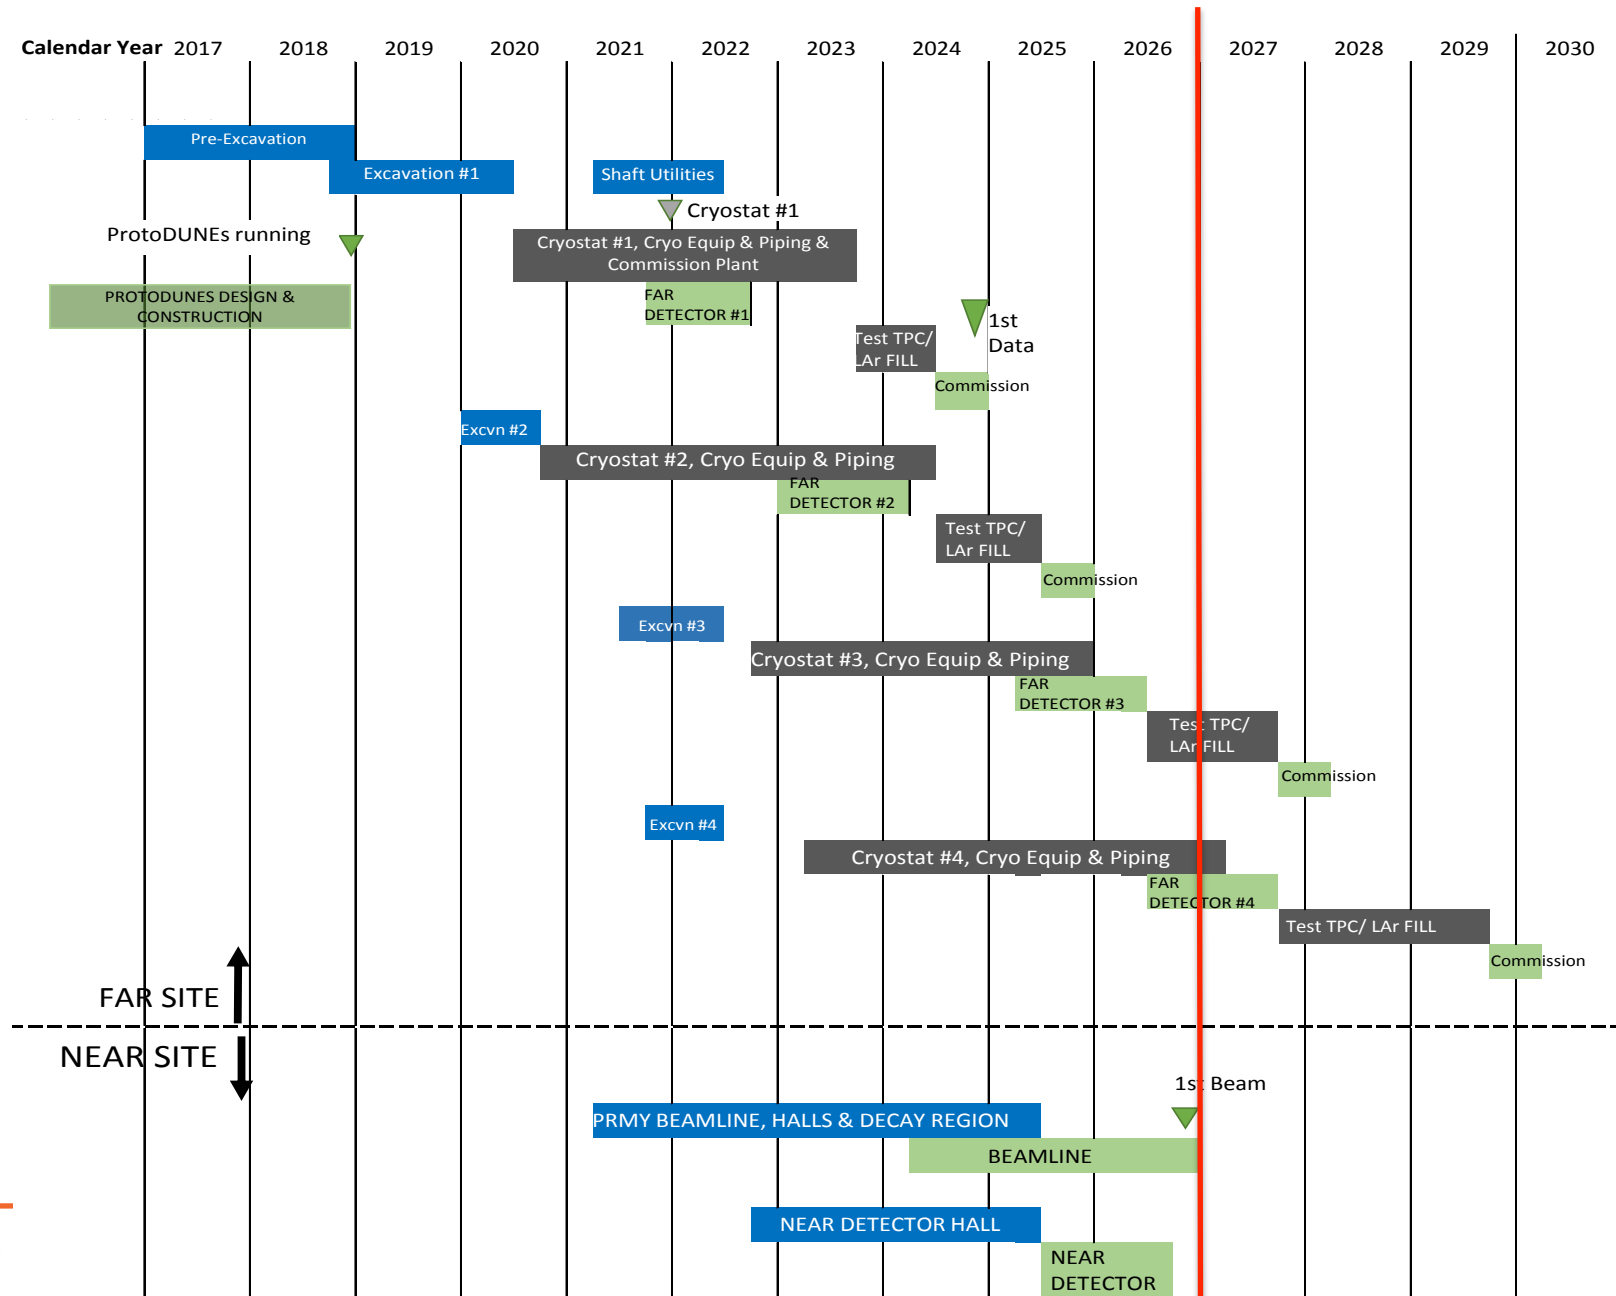 Calendar Year 2017 2018 2019 2020 2021 2022 2023 2024 2025 2026 2027 2028 2029 2030
Pre-Excavation
Excavation #1
Shaft Utilities
Cryostat #1
ProtoDUNEs running
Cryostat #1, Cryo Equip & Piping &
Commission Plant
PROTODUNES DESIGN &
CONSTRUCTION
FAR
DETECTOR #1
1st
Data
Test TPC/
LAr FILL
Commission
Excvn #2
Cryostat #2, Cryo Equip & Piping
FAR
DETECTOR #2
Test TPC/
LAr FILL
Commission
Excvn #3
Cryostat #3, Cryo Equip & Piping
FAR
DETECTOR #3
Test TPC/
LAr FILL
Commission
Excvn #4
Cryostat #4, Cryo Equip & Piping
FAR
DETECTOR #4
Test TPC/ LAr FILL
Commission
FAR SITE
NEAR SITE
1st Beam
PRMY BEAMLINE, HALLS & DECAY REGION
BEAMLINE
NEAR DETECTOR HALL
NEAR
DETECTOR